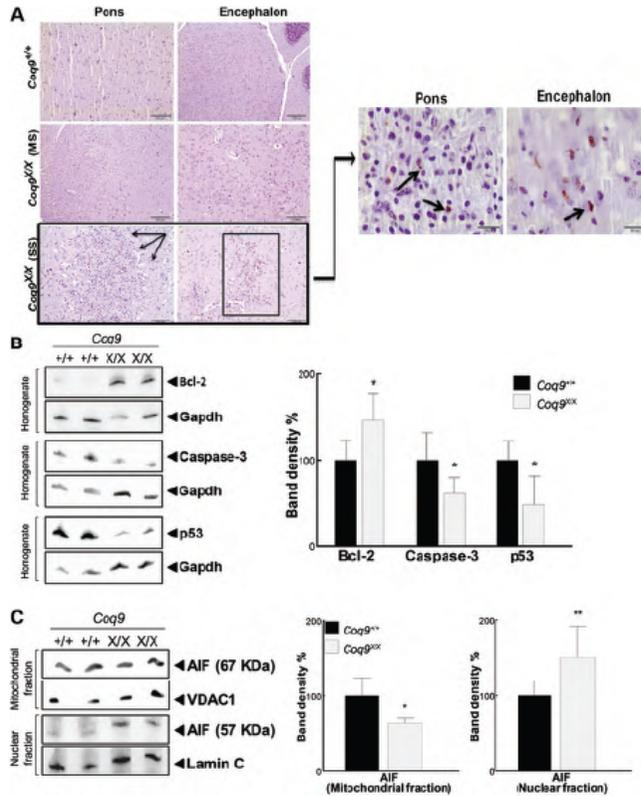 A
Pons Encephalon
Coq9+/+
Coq9X/X (MS)
Coq9X/X (SS)
Pons Encephalon
B
Coq9
+/+ +/+ X/X X/X
Homogenate
Bcl-2
Gapdh
Homogenate
Caspase-3
Gapdh
Homogenate
p53
Gapdh
Band density %
200
100
0
*
*
*
Coq9+/+
Coq9X/X
Bcl-2 Caspase-3 p53
C
Coq9
+/+ +/+ X/X X/X
Mitochondrial fraction
AIF (67 KDa)
VDAC1
Nuclear fraction
AIF (57 KDa)
Lamin C
Band density %
200
100
0
Coq9+/+
Coq9X/X
*
AIF
(Mitochondrial fraction)
Band density %
200
100
0
**
AIF
(Nuclear fraction)